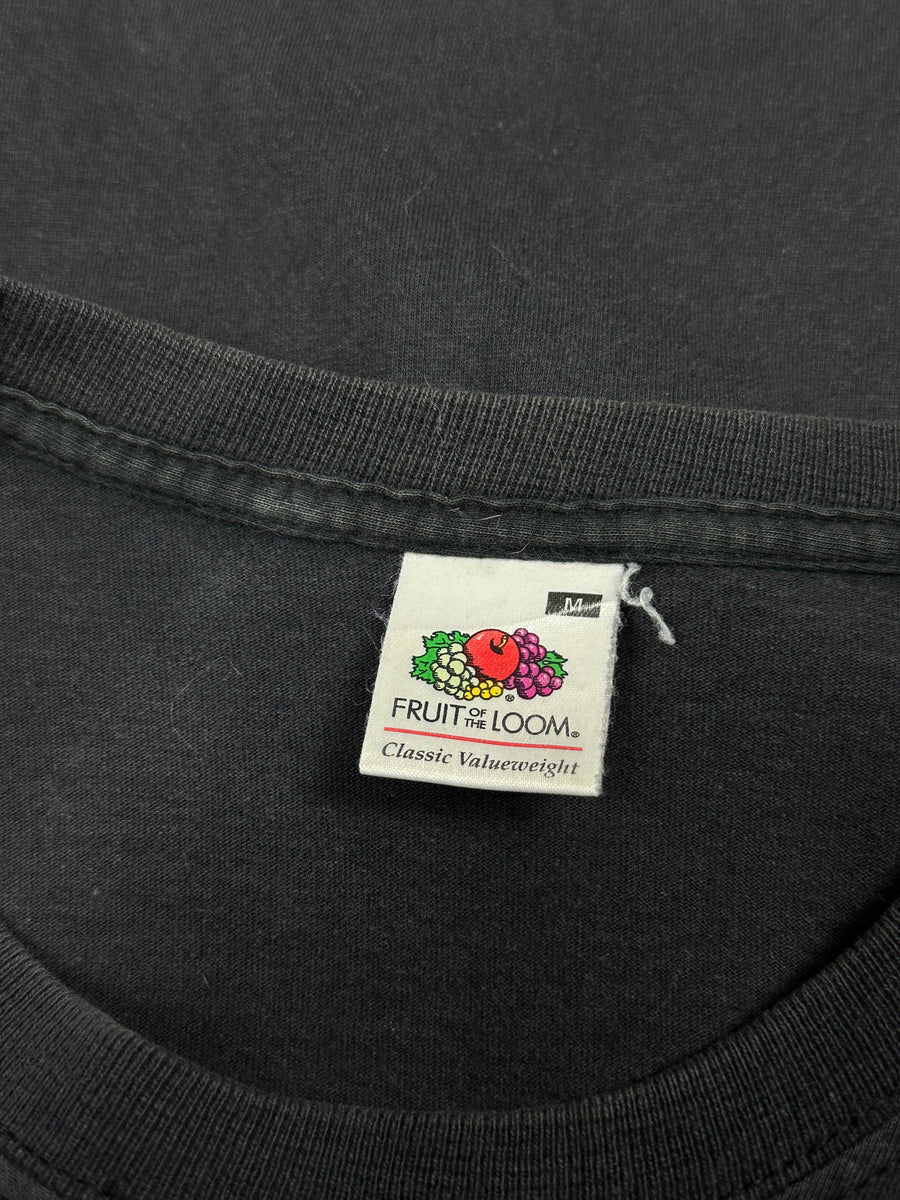 M
®
FRUIT OF THE LOOM®
Classic Valueweight